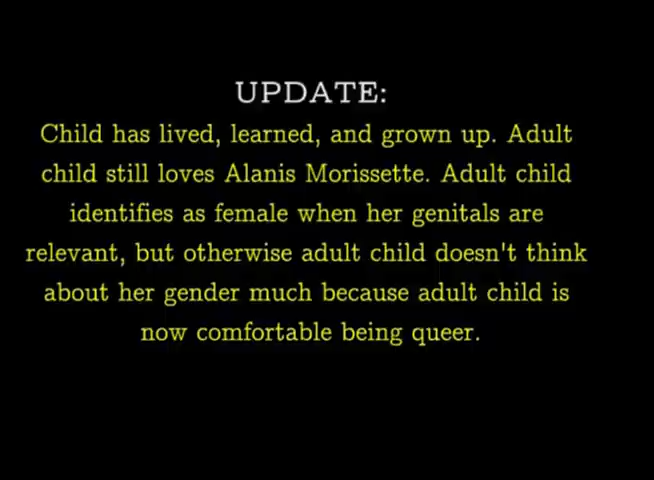 UPDATE:
Child has lived, learned, and grown up. Adult
child still loves Alanis Morissette. Adult child
identifies as female when her genitals are
relevant, but otherwise adult child doesn't think
about her gender much because adult child is
now comfortable being queer.